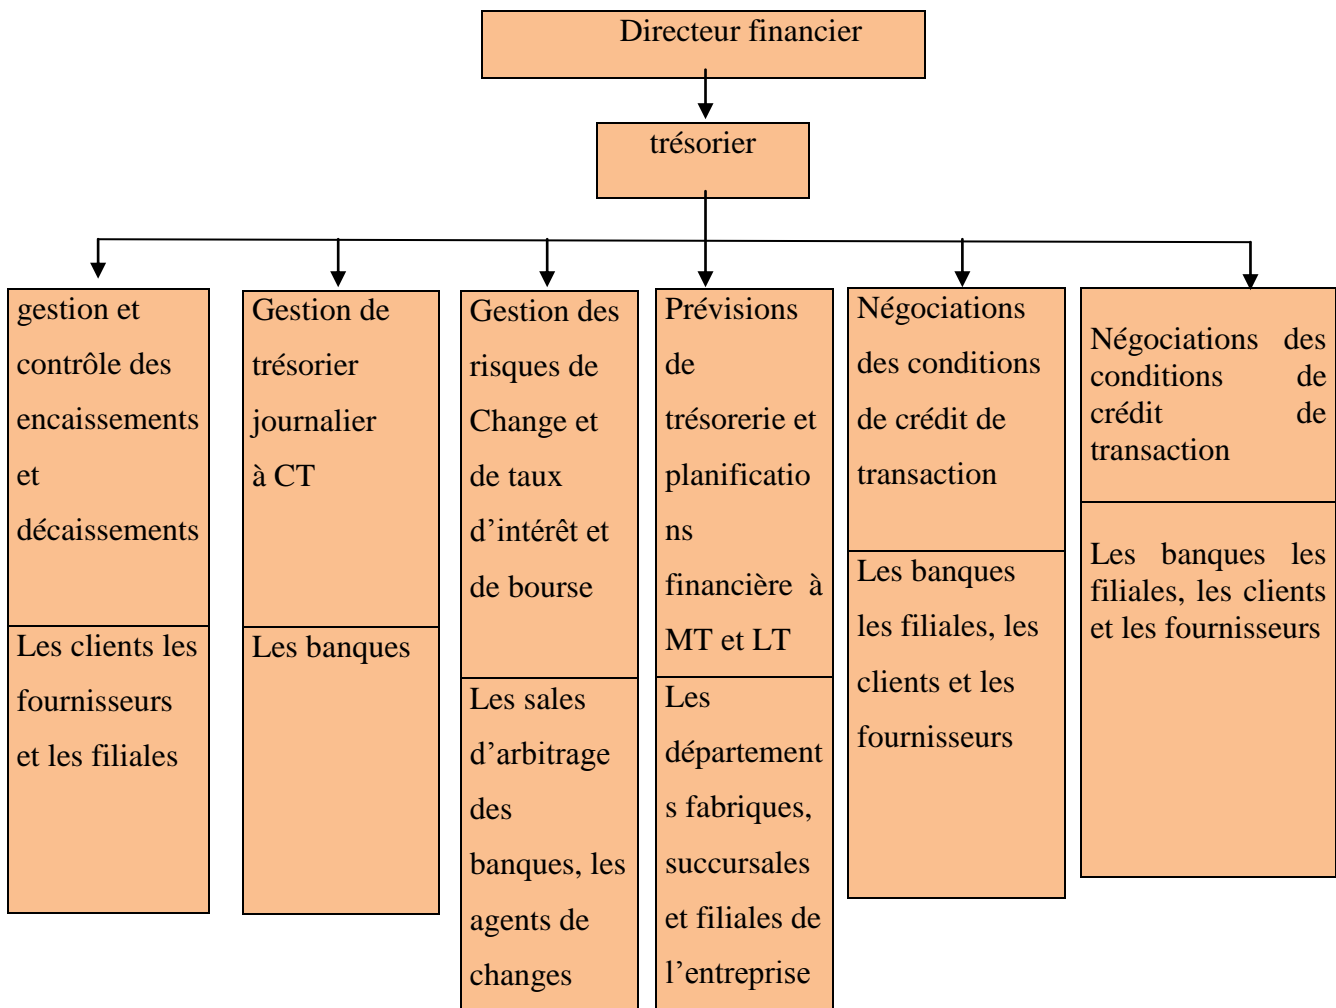 Directeur financier
trésorier
gestion et
contrôle des
encaissements
et
décaissements
Les clients les
fournisseurs
et les filiales
Gestion de
trésorier
journalier
à CT
Les banques
Gestion des
risques de
Change et
de taux
d’intérêt et
de bourse
Les sales
d’arbitrage
des
banques, les
agents de
changes
Prévisions
de
trésorerie et
planificatio
ns
financière à
MT et LT
Les
département
s fabriques,
succursales
et filiales de
l’entreprise
Négociations
des conditions
de crédit de
transaction
Les banques
les filiales, les
clients et les
fournisseurs
Négociations des
conditions de
crédit de
transaction
Les banques les
filiales, les clients
et les fournisseurs